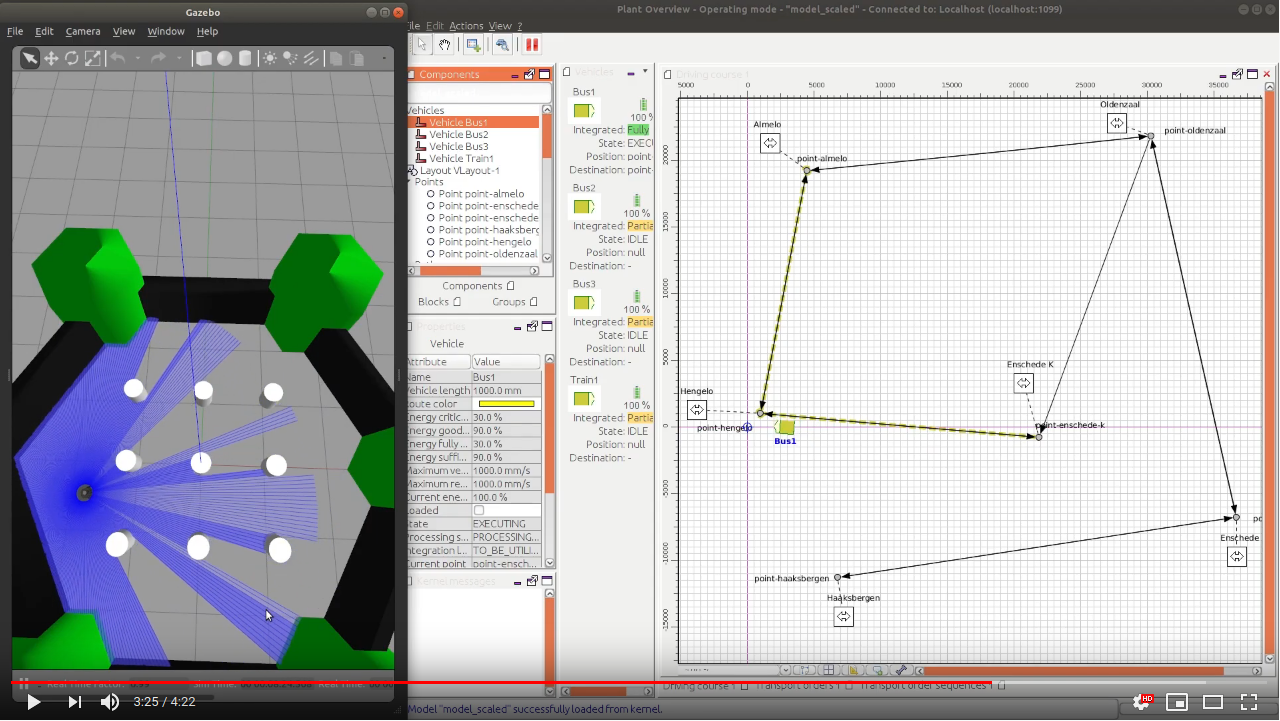 Gazebo
File Edit Camera View Window Help
Plant Overview - Operating mode - "model_scaled" - Connected to: Localhost (localhost:1099)
File Edit Actions View ?
Components
Vehicles
Vehicle Bus1
Vehicle Bus2
Vehicle Bus3
Vehicle Train1
Layout VLayout-1
Points
Point point-almelo
Point point-enschede
Point point-enschede
Point point-haaksberg
Point point-hengelo
Point point-oldenzaal
Components
Blocks Groups
Properties
Vehicle
Attribute Value
Name Bus1
Vehicle length 1000.0 mm
Route color
Energy critic... 30.0 %
Energy good... 90.0 %
Energy fully ... 30.0 %
Energy suffi... 90.0 %
Maximum ve... 1000.0 mm/s
Maximum re... 1000.0 mm/s
Current ene... 100.0 %
Loaded
State EXECUTING
Processing s... PROCESSING...
Integration l... TO_BE_UTILI...
Current point point-ensch...
Kernel messages
Vehicles
Bus1
100 %
Integrated: Fully
State: EXEC
Position: point-
Destination: point-
Bus2
100 %
Integrated: Partia
State: IDLE
Position: null
Destination: -
Bus3
100 %
Integrated: Partia
State: IDLE
Position: null
Destination: -
Train1
100 %
Integrated: Partia
State: IDLE
Position: null
Destination: -
Driving course 1
5000 0 5000 10000 15000 20000 25000 30000 35000
20000
15000
10000
5000
0
-5000
-10000
-15000
Oldenzaal
point-oldenzaal
Almelo
point-almelo
Enschede K
point-enschede-k
Hengelo
point-hengelo
Bus1
Enschede
point-haaksbergen
Haaksbergen
Driving course 1 Transport orders 1 Transport order sequences 1
Real Time Factor: Sim Time: Real Time:
3:25 / 4:22
HD
Model "model_scaled" successfully loaded from kernel.